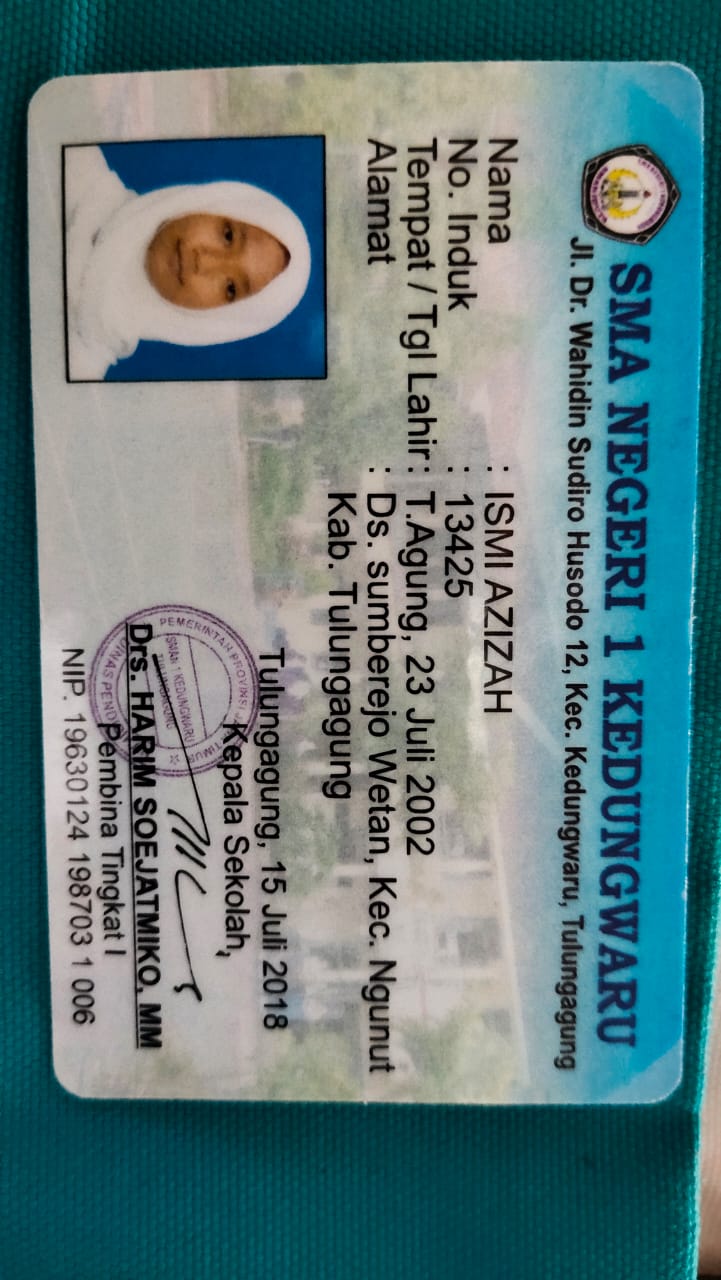 SMA NEGERI 1 KEDUNGWARU
Jl. Dr. Wahidin Sudiro Husodo 12, Kec. Kedungwaru, Tulungagung
Nama : ISMI AZIZAH
No. Induk : 13425
Tempat / Tgl Lahir : T.Agung, 23 Juli 2002
Alamat : Ds. sumberejo Wetan, Kec. Ngunut
Kab. Tulungagung
Tulungagung, 15 Juli 2018
Kepala Sekolah,
PEMERINTAH PROVINSI
TIMUR
SMAN 1 KEDUNGWARU
TULUNGAGUNG
Drs. HARIM SOEJATMIKO, MM
Pembina Tingkat I
NIP. 19630124 198703 1 006